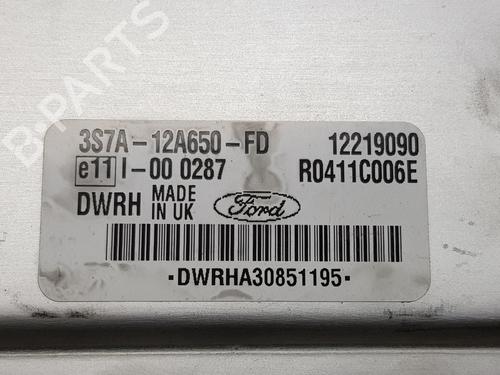 3S7A-12A650-FD 12219090
e11 I-00 0287 R0411C006E
DWRH MADE IN UK Ford
-DWRHA30851195-
B-PARTS